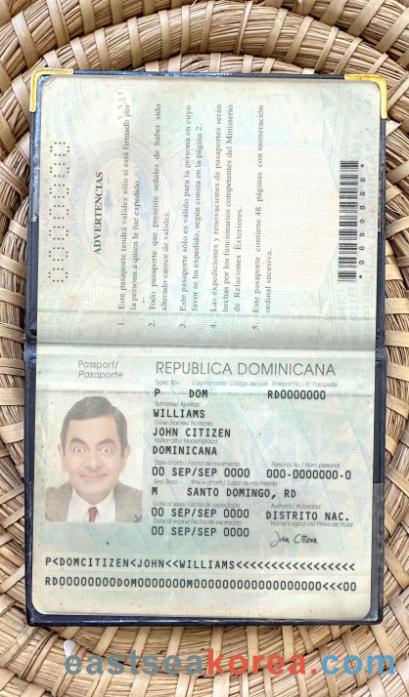 ADVERTENCIAS
1. Este pasaporte tendrá validez sólo si está firmado por
la persona a quien le fue expedido.
2. Todo pasaporte que presente señales de haber sido
alterado carece de validez.
3. Este pasaporte sólo es válido para la persona en cuyo
favor se ha expedido, según consta en la página 2.
4. Las expediciones y renovaciones de pasaportes serán
hechas por los funcionarios competentes del Ministerio
de Relaciones Exteriores.
5. Este pasaporte contiene 48 páginas con numeración
ordinal sucesiva.
Passport/
Pasaporte
REPUBLICA DOMINICANA
Type/ Tipo Country code/ Código del país Passport No./ Nº Pasaporte
P DOM RD0000000
Surname/ Apellido
WILLIAMS
Given Names/ Nombres
JOHN CITIZEN
Nationality/ Nacionalidad
DOMINICANA
Date of birth/ Fecha de nacimiento Personal No./ Núm. personal
00 SEP/SEP 0000 000-0000000-0
Sex/ Sexo Place of birth/ Lugar de nacimiento
M SANTO DOMINGO, RD
Date of issue/ Fecha de expedición Authority/ Autoridad
00 SEP/SEP 0000 DISTRITO NAC.
Date of expiry/ Fecha de expiración Holder's signature/ Firma del titular
00 SEP/SEP 0000
John Citizen
P<DOMCITIZEN<JOHN<<WILLIAMS<<<<<<<<<<<<<<<<<
eastseakorea.com